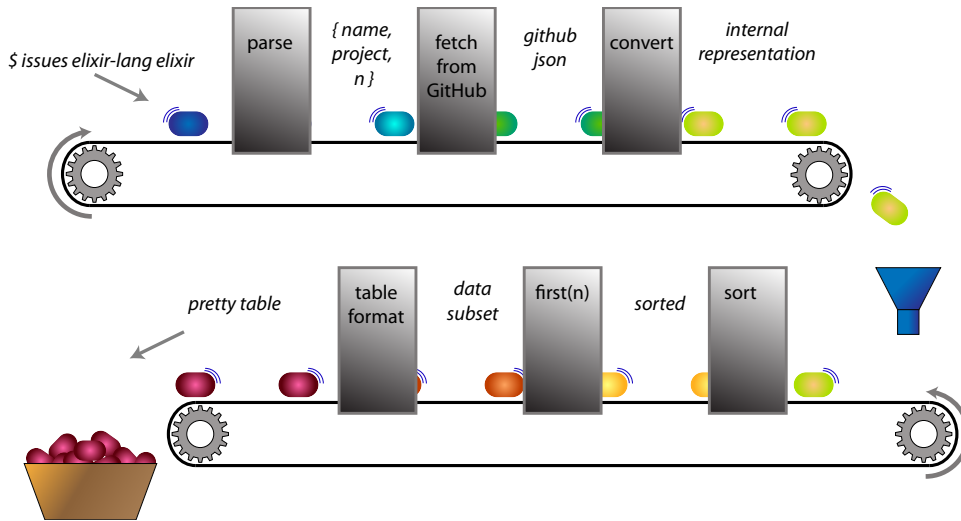 $ issues elixir-lang elixir
parse
{ name,
project,
n }
fetch
from
GitHub
github
json
convert
internal
representation
pretty table
table
format
data
subset
first(n)
sorted
sort